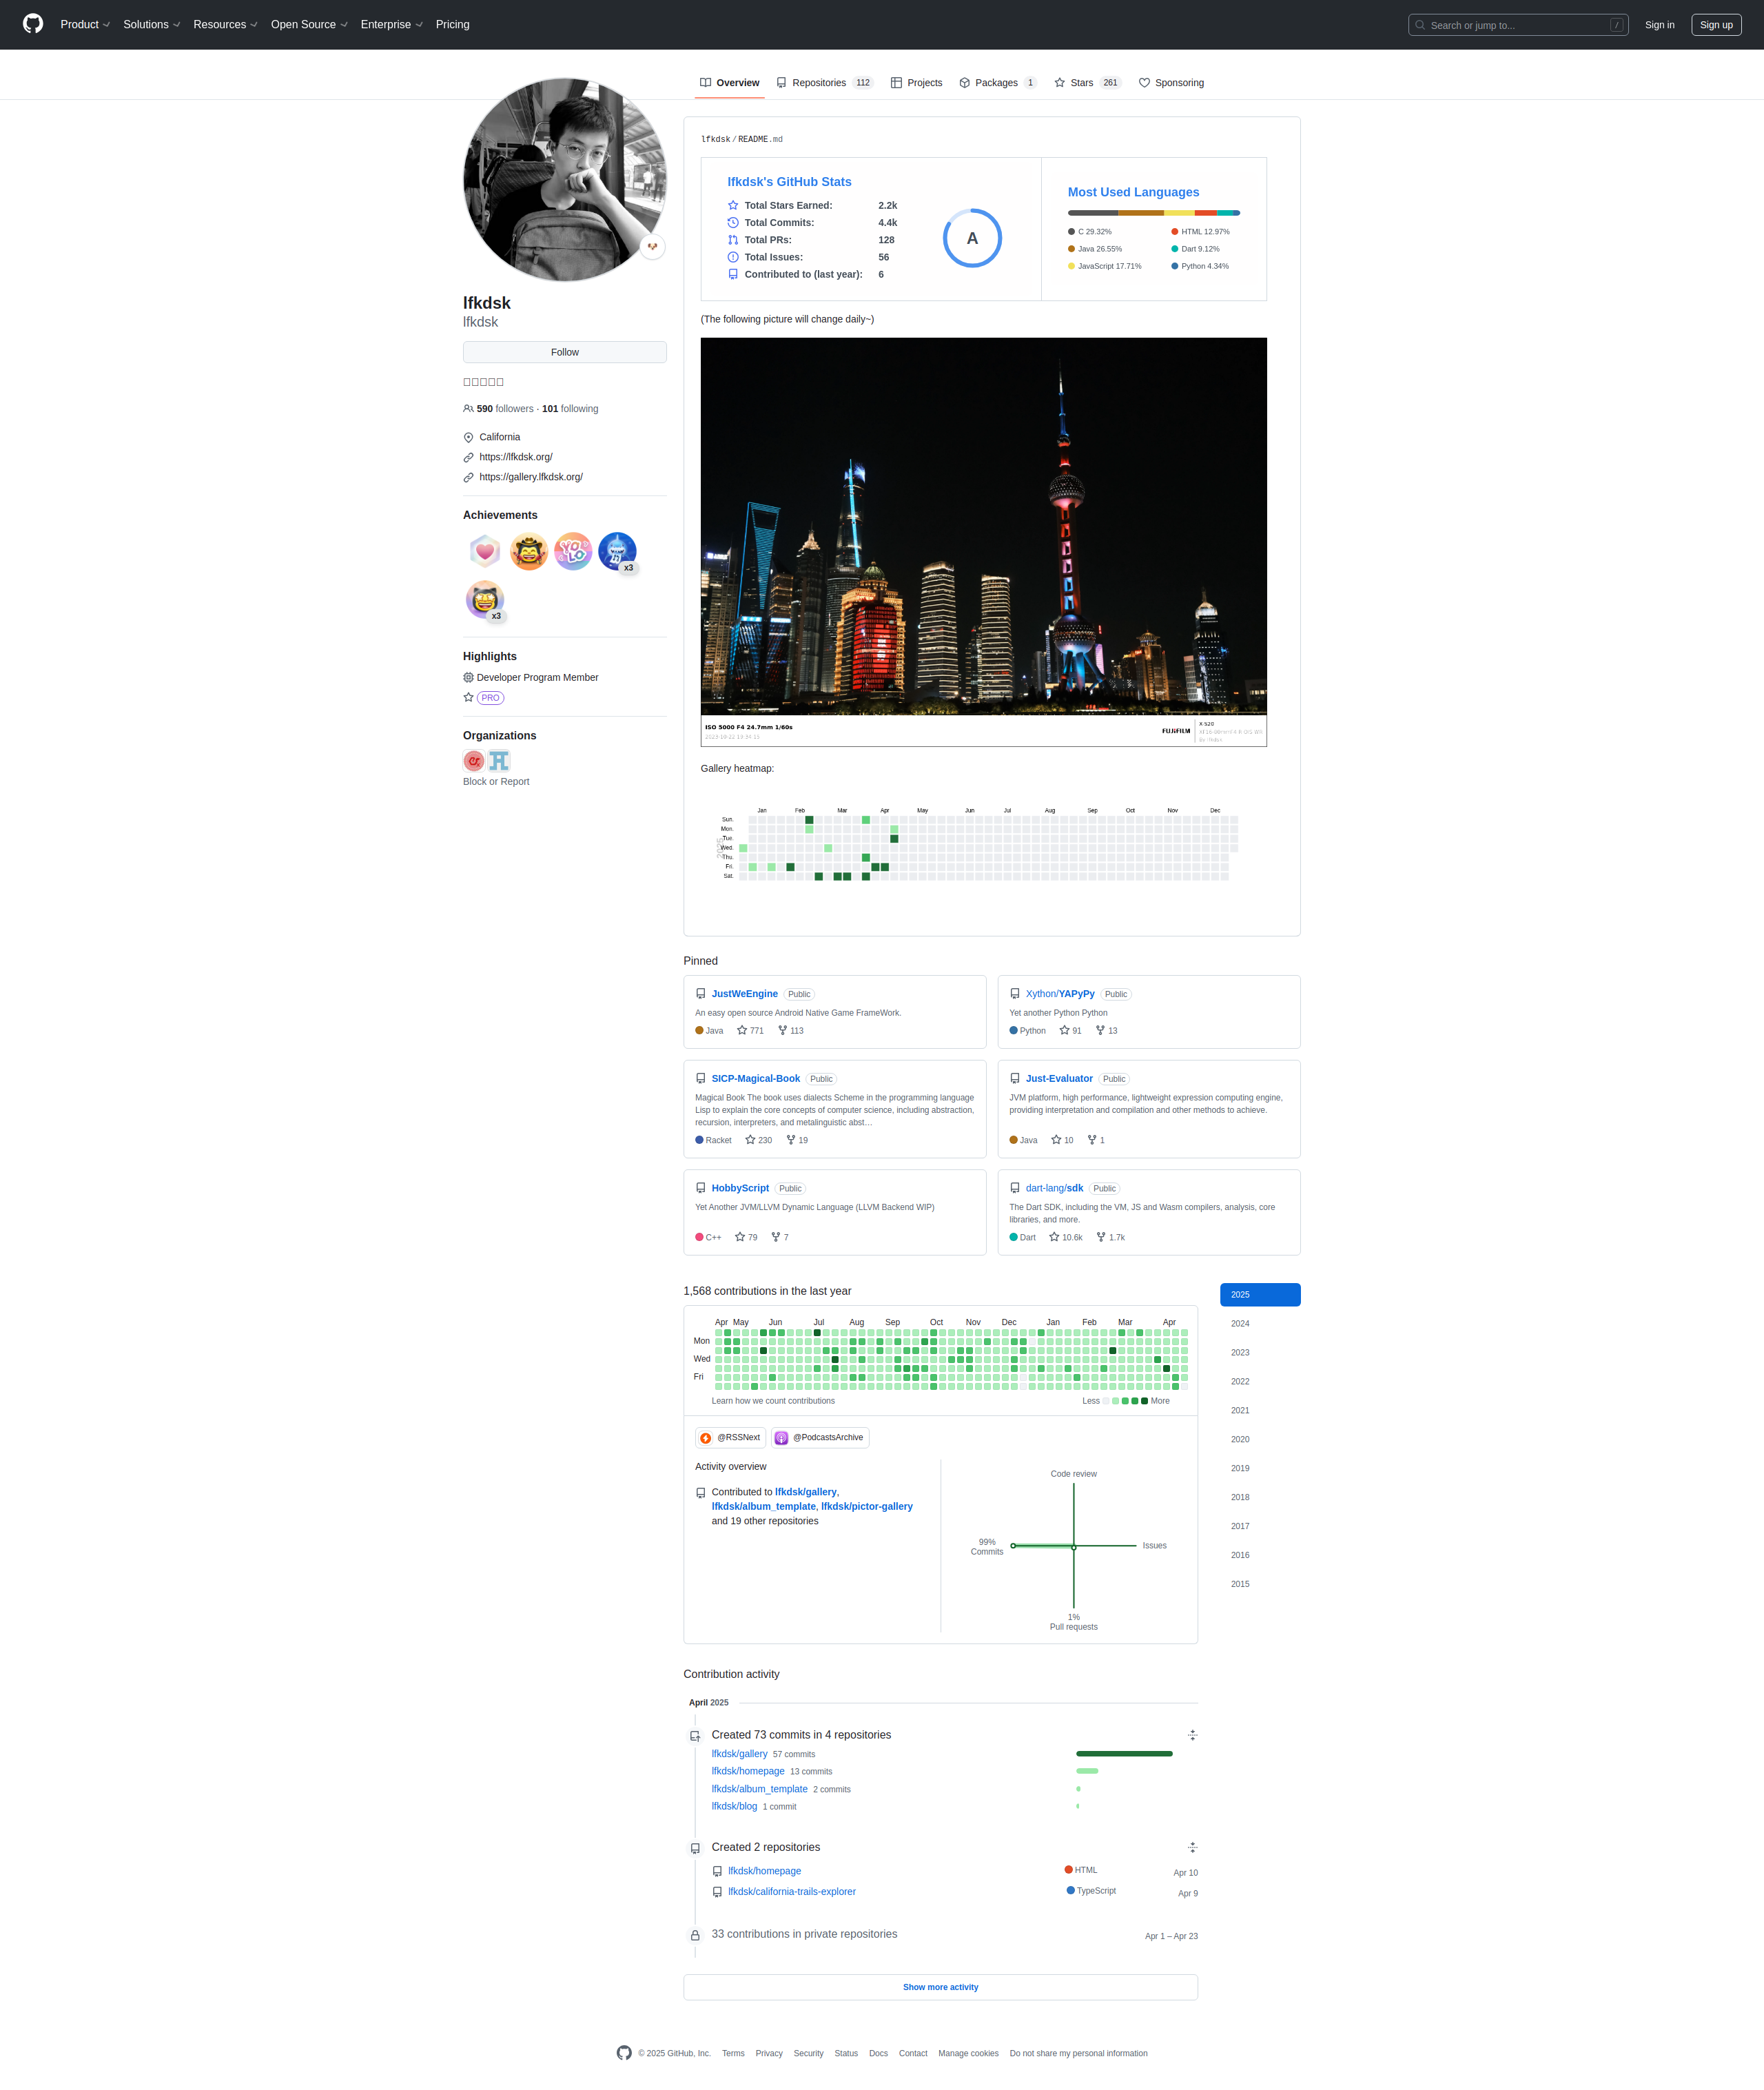 Product Solutions Resources Open Source Enterprise Pricing
Search or jump to... /
Sign in
Sign up
Overview
Repositories 112
Projects
Packages 1
Stars 261
Sponsoring
lfkdsk
lfkdsk
Follow
590 followers · 101 following
California
https://lfkdsk.org/
https://gallery.lfkdsk.org/
Achievements
YOLO
x3
x3
Highlights
Developer Program Member
PRO
Organizations
Block or Report
lfkdsk / README.md
lfkdsk's GitHub Stats
Total Stars Earned: 2.2k
Total Commits: 4.4k
Total PRs: 128
Total Issues: 56
Contributed to (last year): 6
A
Most Used Languages
C 29.32%
HTML 12.97%
Java 26.55%
Dart 9.12%
JavaScript 17.71%
Python 4.34%
(The following picture will change daily~)
ISO 5000 F4 24.7mm 1/60s
FUJIFILM
X-S20
Gallery heatmap:
Jan Feb Mar Apr May Jun Jul Aug Sep Oct Nov Dec
2025
Sun.
Mon.
Tue.
Wed.
Thu.
Fri.
Sat.
Pinned
JustWeEngine Public
An easy open source Android Native Game FrameWork.
Java 771 113
Xython/YAPyPy Public
Yet another Python Python
Python 91 13
SICP-Magical-Book Public
Magical Book The book uses dialects Scheme in the programming language
Lisp to explain the core concepts of computer science, including abstraction,
recursion, interpreters, and metalinguistic abst…
Racket 230 19
Just-Evaluator Public
JVM platform, high performance, lightweight expression computing engine,
providing interpretation and compilation and other methods to achieve.
Java 10 1
HobbyScript Public
Yet Another JVM/LLVM Dynamic Language (LLVM Backend WIP)
C++ 79 7
dart-lang/sdk Public
The Dart SDK, including the VM, JS and Wasm compilers, analysis, core
libraries, and more.
Dart 10.6k 1.7k
1,568 contributions in the last year
Apr May Jun Jul Aug Sep Oct Nov Dec Jan Feb Mar Apr
Mon
Wed
Fri
Learn how we count contributions
Less More
@RSSNext
@PodcastsArchive
Activity overview
Contributed to lfkdsk/gallery,
lfkdsk/album_template, lfkdsk/pictor-gallery
and 19 other repositories
Code review
99%
Commits
Issues
1%
Pull requests
2025
2024
2023
2022
2021
2020
2019
2018
2017
2016
2015
Contribution activity
April 2025
Created 73 commits in 4 repositories
lfkdsk/gallery 57 commits
lfkdsk/homepage 13 commits
lfkdsk/album_template 2 commits
lfkdsk/blog 1 commit
Created 2 repositories
lfkdsk/homepage HTML Apr 10
lfkdsk/california-trails-explorer TypeScript Apr 9
33 contributions in private repositories Apr 1 – Apr 23
Show more activity
© 2025 GitHub, Inc. Terms Privacy Security Status Docs Contact Manage cookies Do not share my personal information